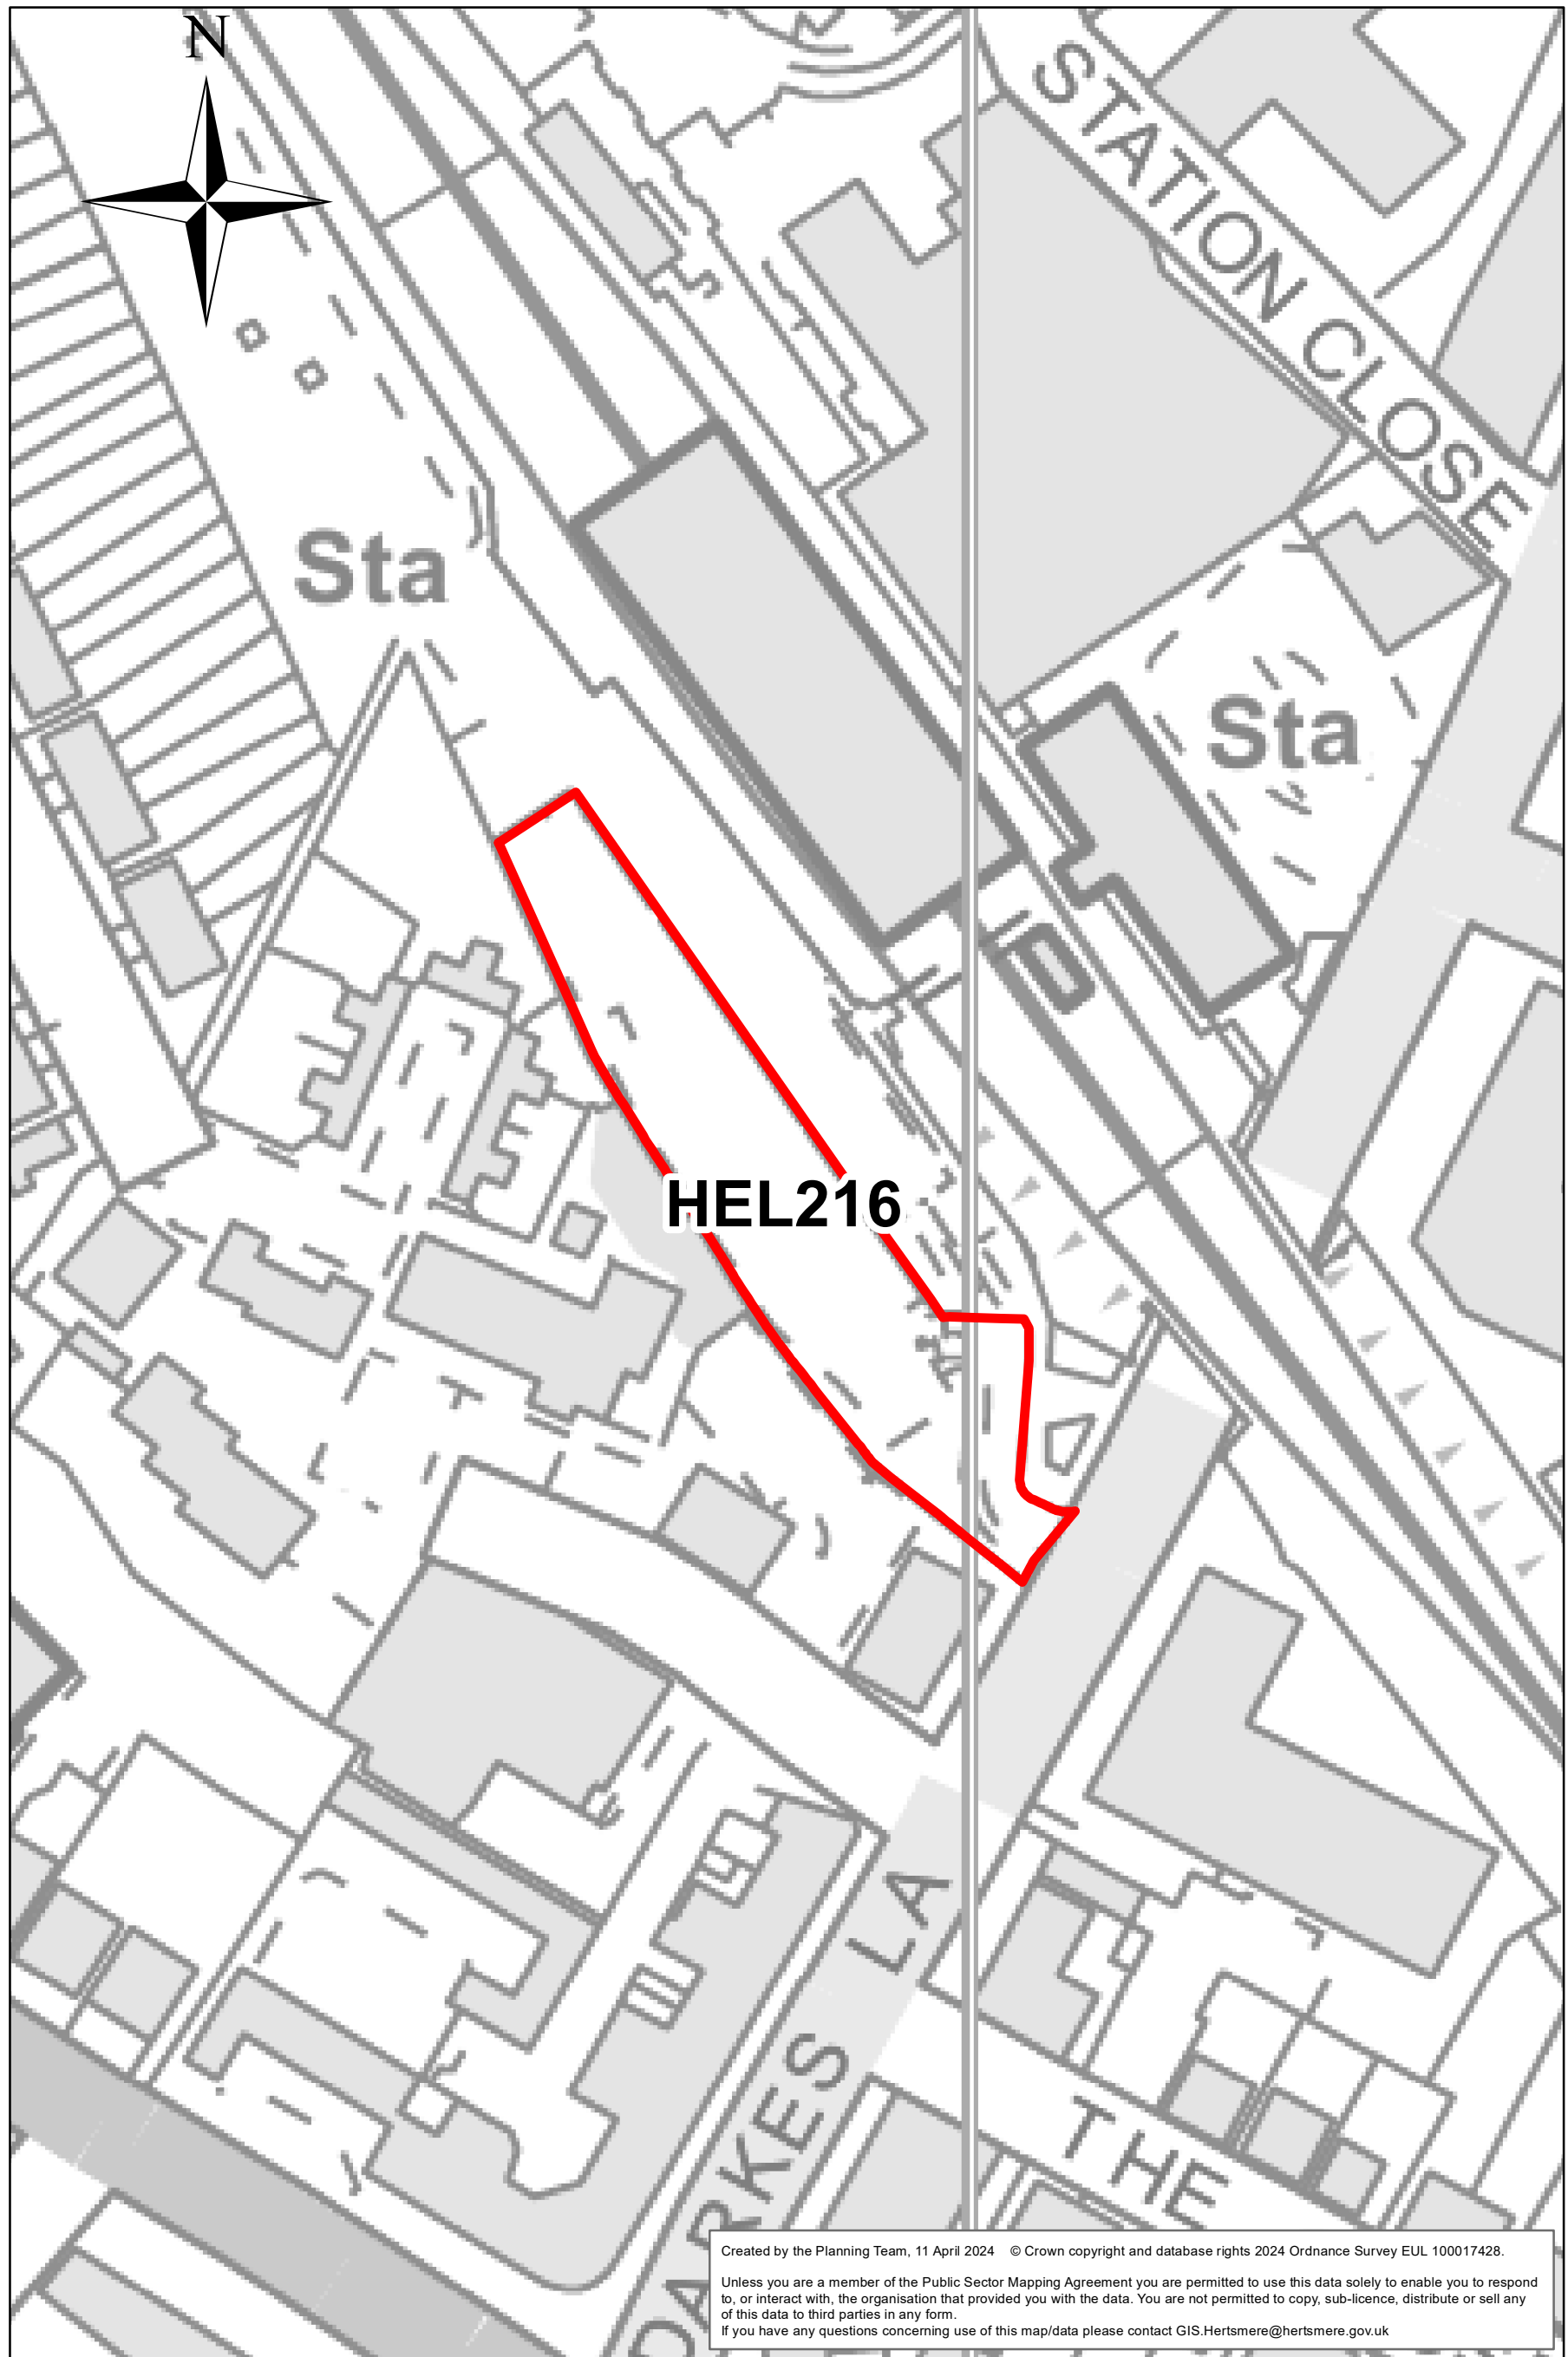 N
STATION CLOSE
Sta
Sta
HEL216
DARKES LA
THE
Created by the Planning Team, 11 April 2024 © Crown copyright and database rights 2024 Ordnance Survey EUL 100017428.
Unless you are a member of the Public Sector Mapping Agreement you are permitted to use this data solely to enable you to respond
to, or interact with, the organisation that provided you with the data. You are not permitted to copy, sub-licence, distribute or sell any
of this data to third parties in any form.
If you have any questions concerning use of this map/data please contact GIS.Hertsmere@hertsmere.gov.uk